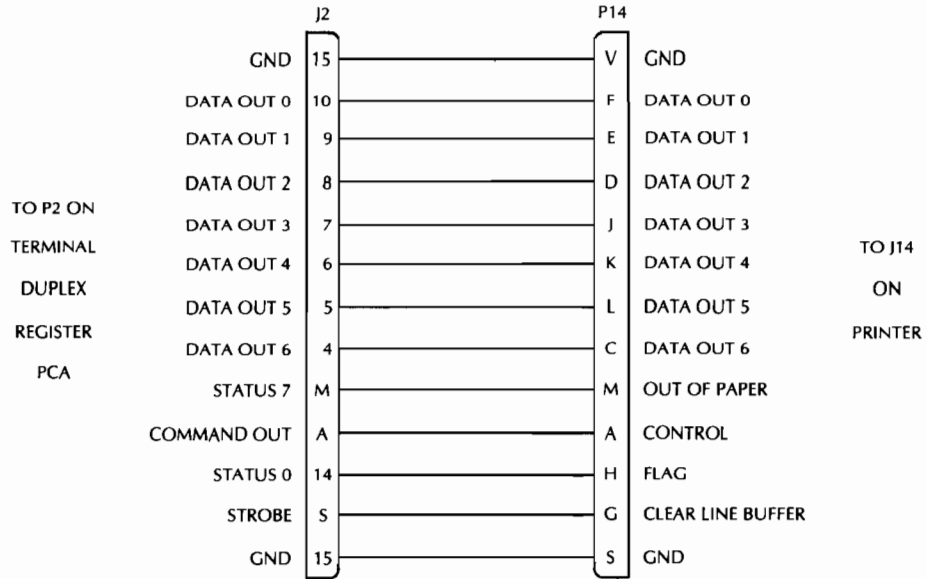 J2 P14
GND 15 V GND
DATA OUT 0 10 F DATA OUT 0
DATA OUT 1 9 E DATA OUT 1
DATA OUT 2 8 D DATA OUT 2
TO P2 ON
DATA OUT 3 7 J DATA OUT 3
TERMINAL TO J14
DATA OUT 4 6 K DATA OUT 4
DUPLEX ON
DATA OUT 5 5 L DATA OUT 5
REGISTER PRINTER
DATA OUT 6 4 C DATA OUT 6
PCA
STATUS 7 M M OUT OF PAPER
COMMAND OUT A A CONTROL
STATUS 0 14 H FLAG
STROBE S G CLEAR LINE BUFFER
GND 15 S GND